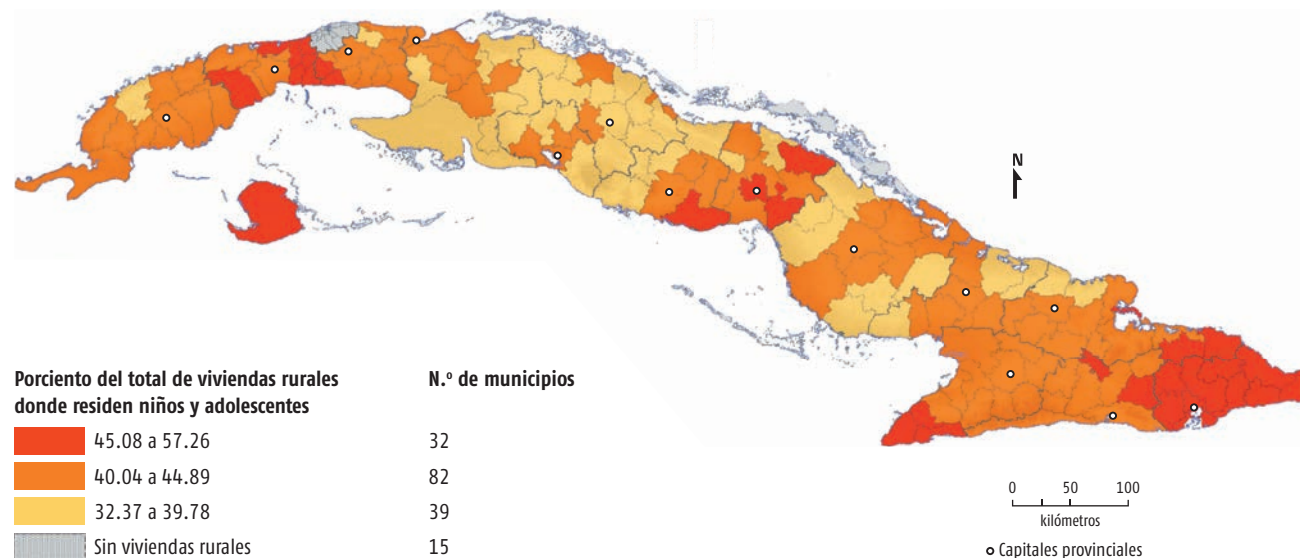 N
Porciento del total de viviendas rurales
donde residen niños y adolescentes
N.º de municipios
45.08 a 57.26 32
40.04 a 44.89 82
32.37 a 39.78 39
Sin viviendas rurales 15
0 50 100
kilómetros
Capitales provinciales